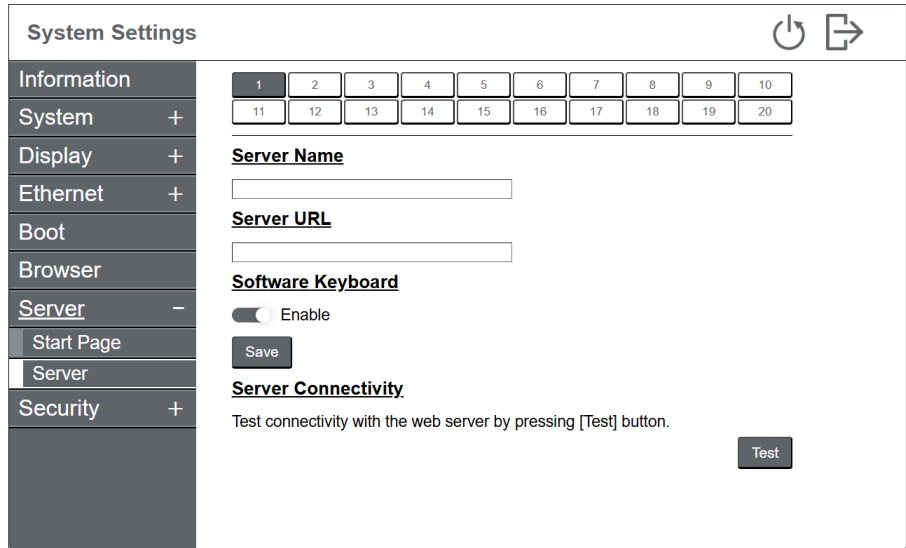 System Settings
Information
System +
Display +
Ethernet +
Boot
Browser
Server −
Start Page
Server
Security +
1 2 3 4 5 6 7 8 9 10
11 12 13 14 15 16 17 18 19 20
Server Name
Server URL
Software Keyboard
Enable
Save
Server Connectivity
Test connectivity with the web server by pressing [Test] button.
Test